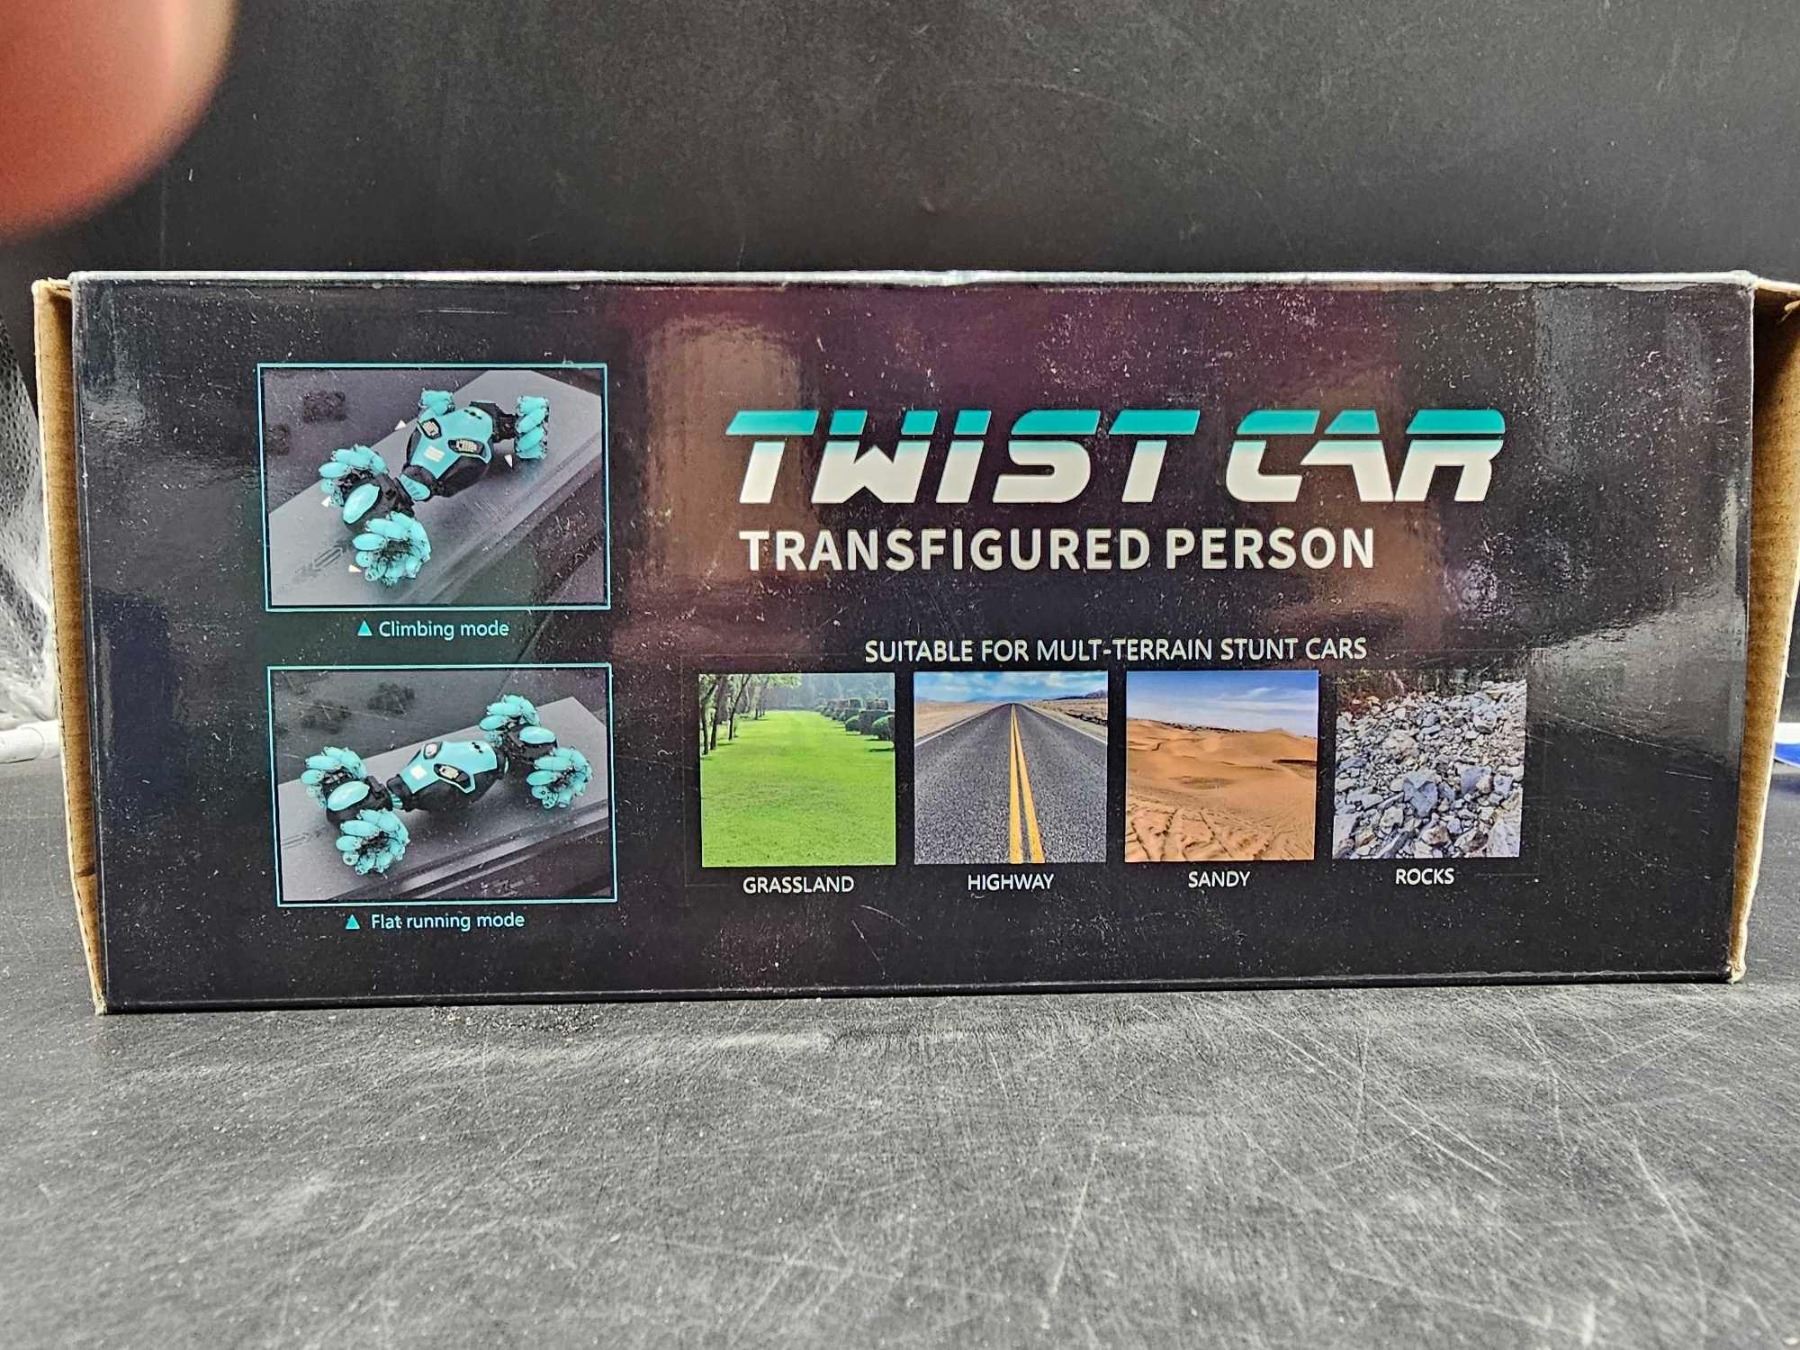 TWiST CAR
TRANSFIGURED PERSON
▲ Climbing mode
▲ Flat running mode
SUITABLE FOR MULT-TERRAIN STUNT CARS
GRASSLAND
HIGHWAY
SANDY
ROCKS